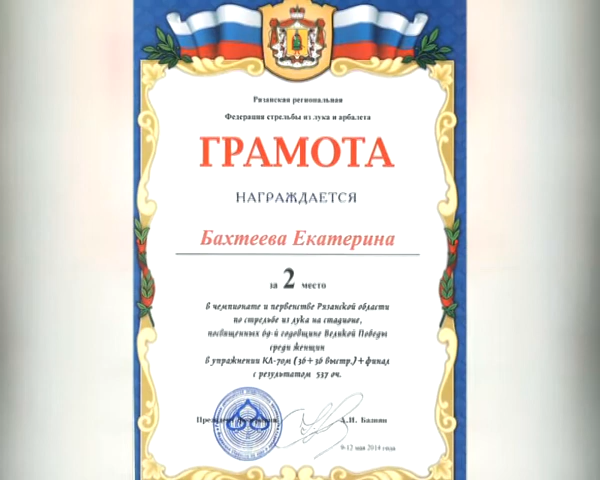 Рязанская региональная
Федерация стрельбы из лука и арбалета
ГРАМОТА
НАГРАЖДАЕТСЯ
Бахтеева Екатерина
за 2 место
в чемпионате и первенстве Рязанской области
по стрельбе из лука на стадионе,
посвященных 69-й годовщине Великой Победы
среди женщин
в упражнении КЛ-70м (36+36 выстр.)+финал
с результатом 537 оч.
А.И. Базнян
9-12 мая 2014 года